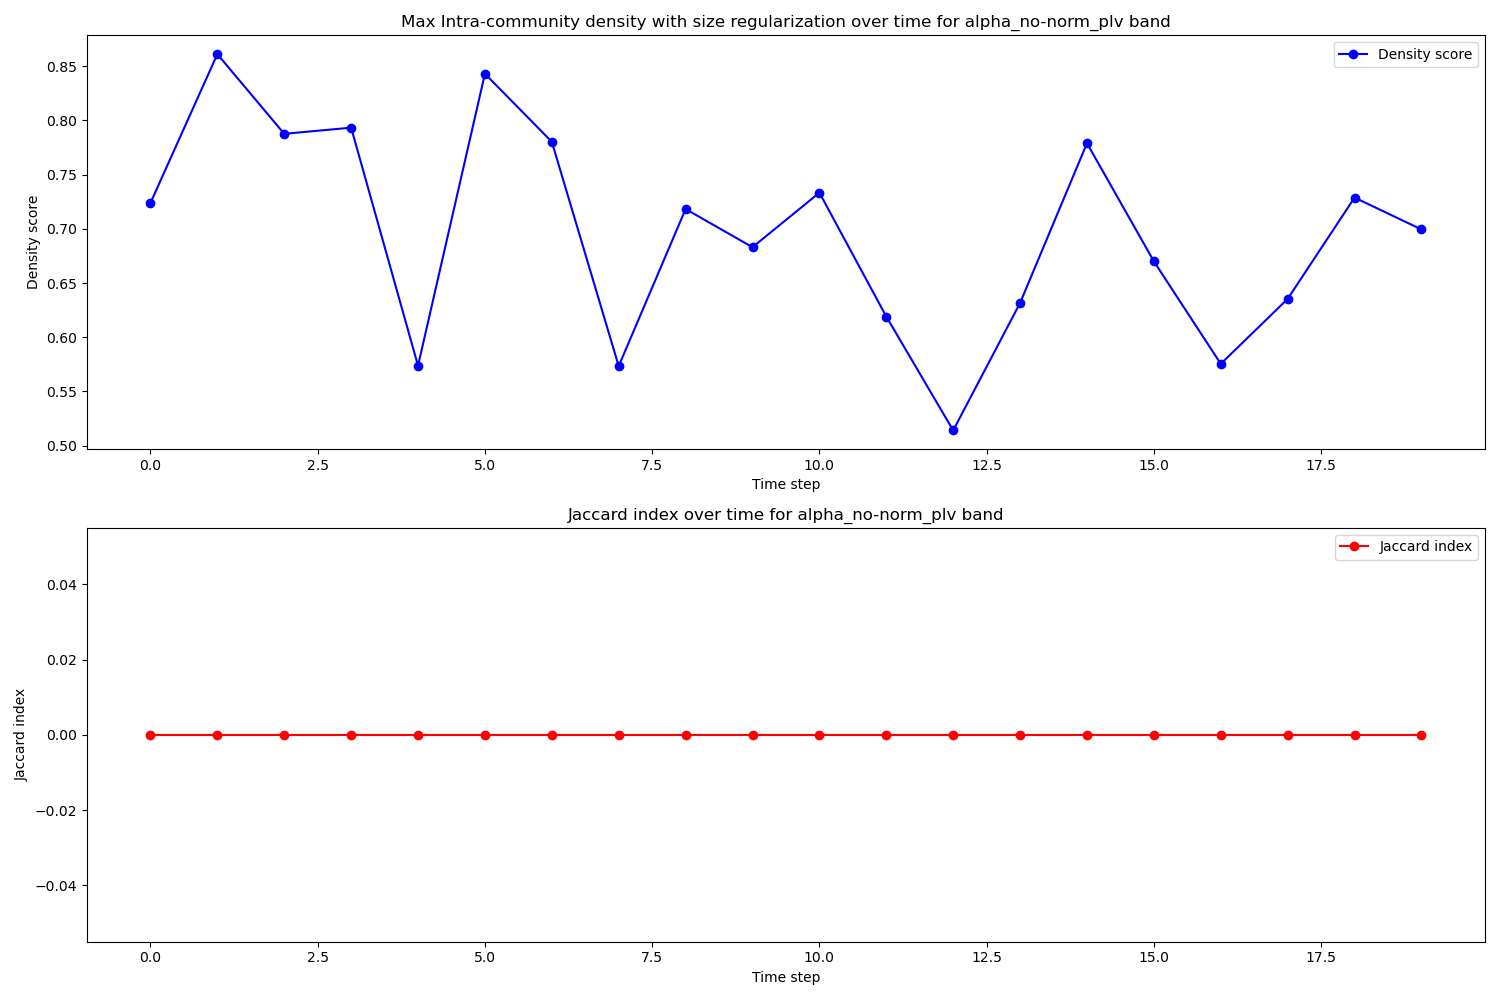 Max Intra-community density with size regularization over time for alpha_no-norm_plv band
Density score
0.85
0.80
0.75
0.70
0.65
0.60
0.55
0.50
Density score
0.0 2.5 5.0 7.5 10.0 12.5 15.0 17.5
Time step
Jaccard index over time for alpha_no-norm_plv band
Jaccard index
0.04
0.02
0.00
−0.02
−0.04
Jaccard index
0.0 2.5 5.0 7.5 10.0 12.5 15.0 17.5
Time step